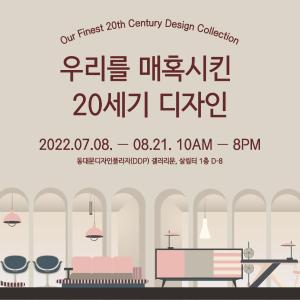 Our Finest 20th Century Design Collection
우리를 매혹시킨
20세기 디자인
2022.07.08. — 08.21. 10AM — 8PM
동대문디자인플라자(DDP) 갤러리문, 살림터 1층 D-8